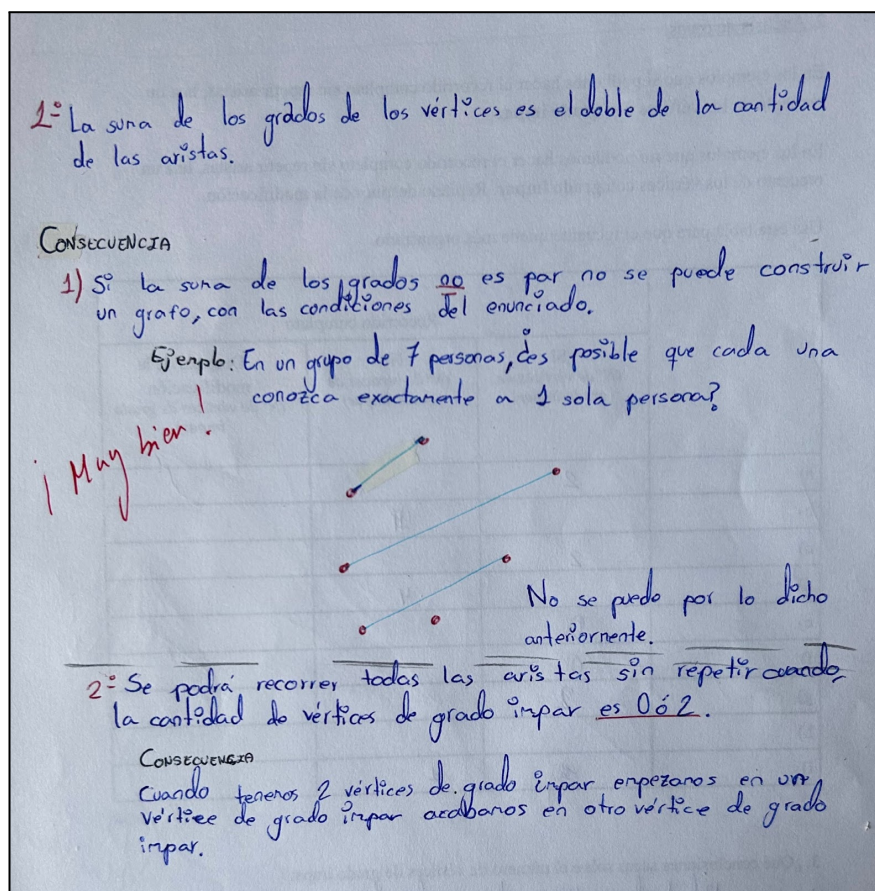 1º La suma de los grados de los vértices es el doble de la cantidad
de las aristas.
CONSECUENCIA
1) Si la suma de los grados no es par no se puede construir
un grafo, con las condiciones del enunciado.
Ejemplo: En un grupo de 7 personas, ¿es posible que cada una
conozca exactamente a 1 sola persona?
¡Muy bien!
No se puedo por lo dicho
anteriormente.
2º Se podrá recorrer todas las aristas sin repetir cuando,
la cantidad de vértices de grado impar es 0 ó 2.
CONSECUENCIA
Cuando tenemos 2 vértices de grado impar empezamos en un
vértice de grado impar acabamos en otro vértice de grado
impar.